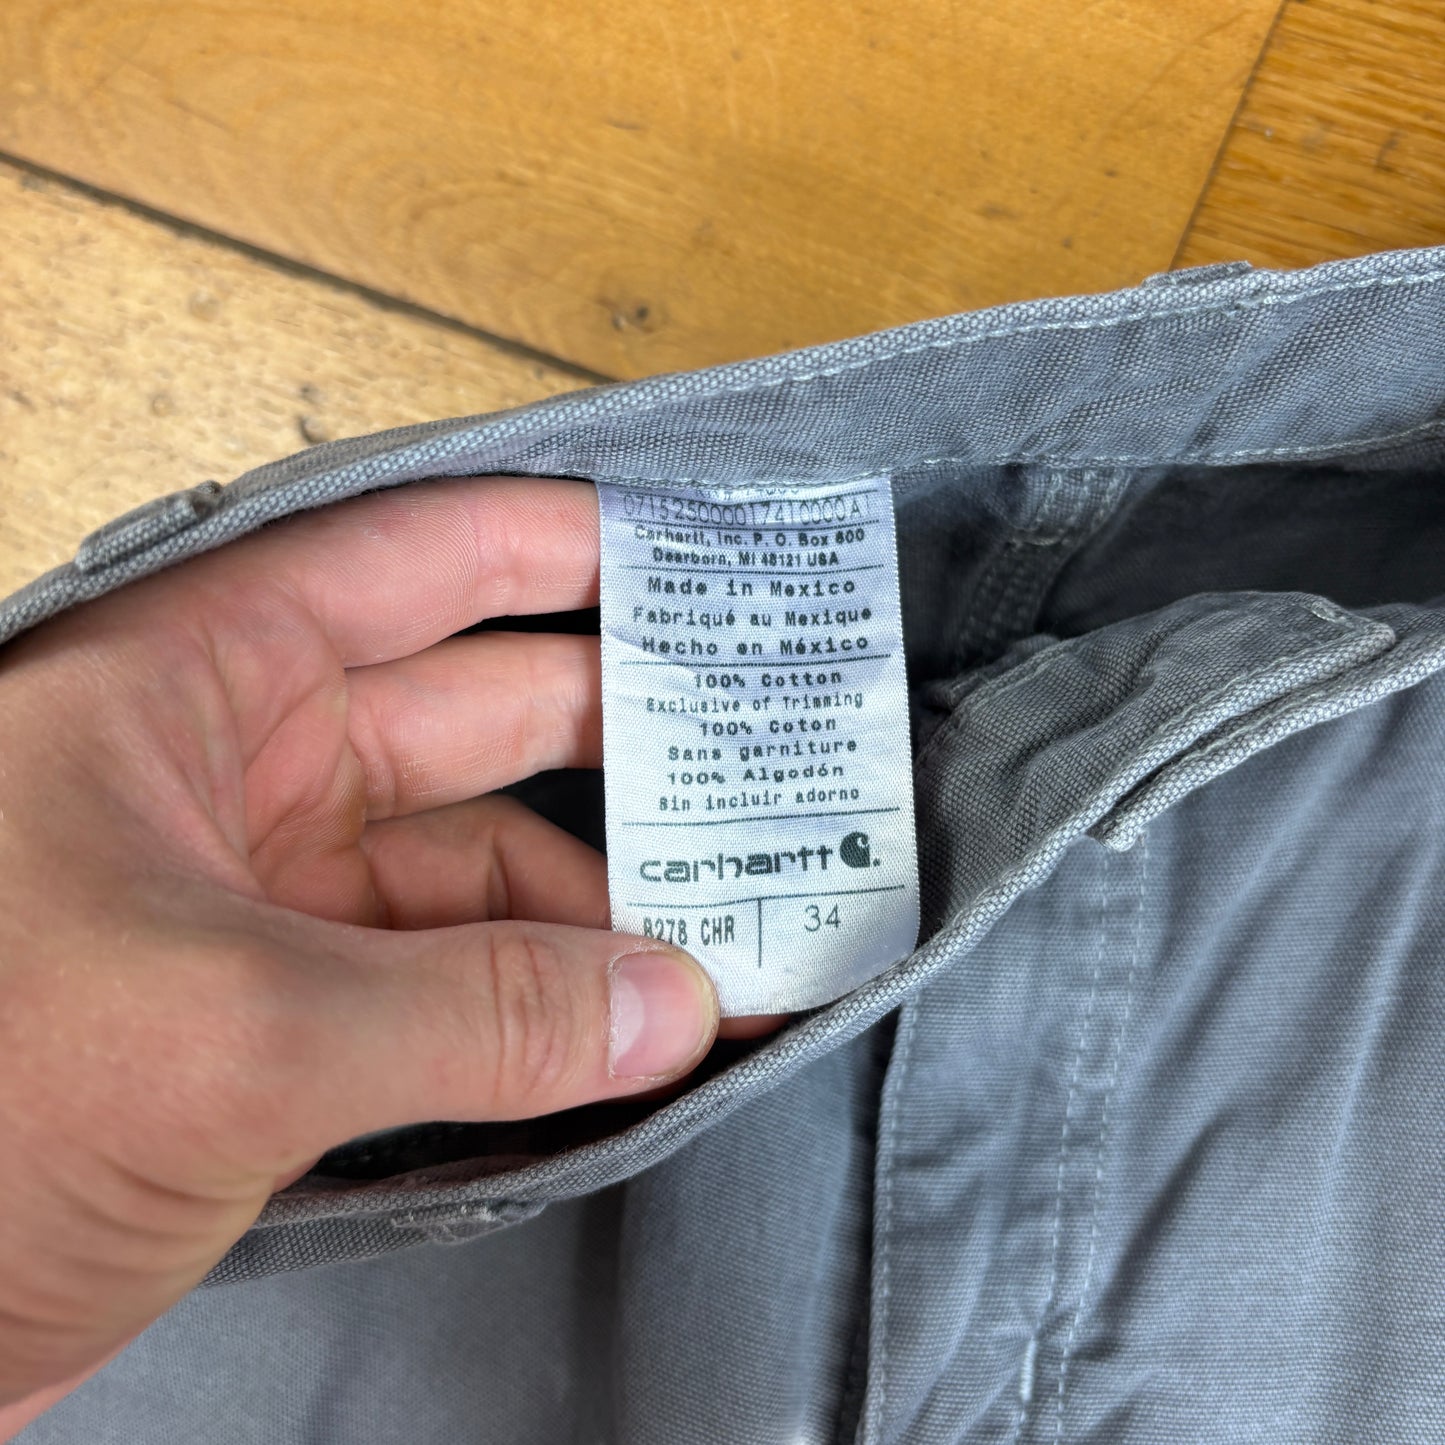 071525000017410000A
Carhartt, Inc. P. O. Box 600
Dearborn, MI 48121 USA
Made in Mexico
Fabriqué au Mexique
Hecho en México
100% Cotton
Exclusive of Trimming
100% Coton
Sans garniture
100% Algodón
Sin incluir adorno
carhartt
B278 CHR 34